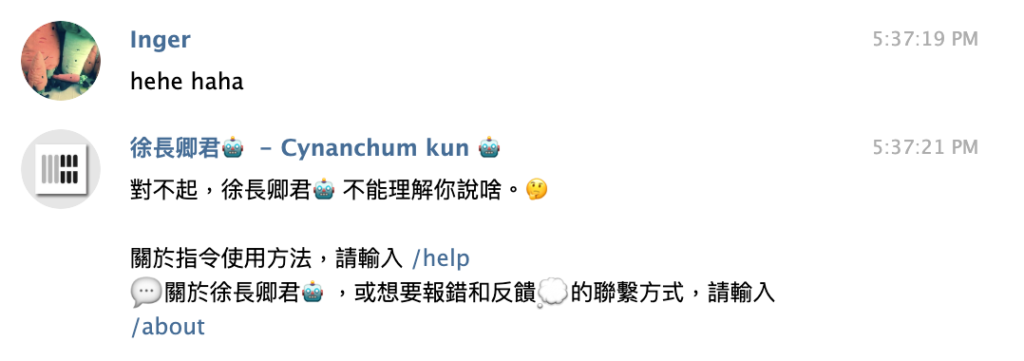 Inger 5:37:19 PM
hehe haha
徐長卿君🤖 - Cynanchum kun 🤖 5:37:21 PM
對不起，徐長卿君🤖 不能理解你說啥。🤔
關於指令使用方法，請輸入 /help
💬關於徐長卿君🤖 ，或想要報錯和反饋💭的聯繫方式，請輸入
/about